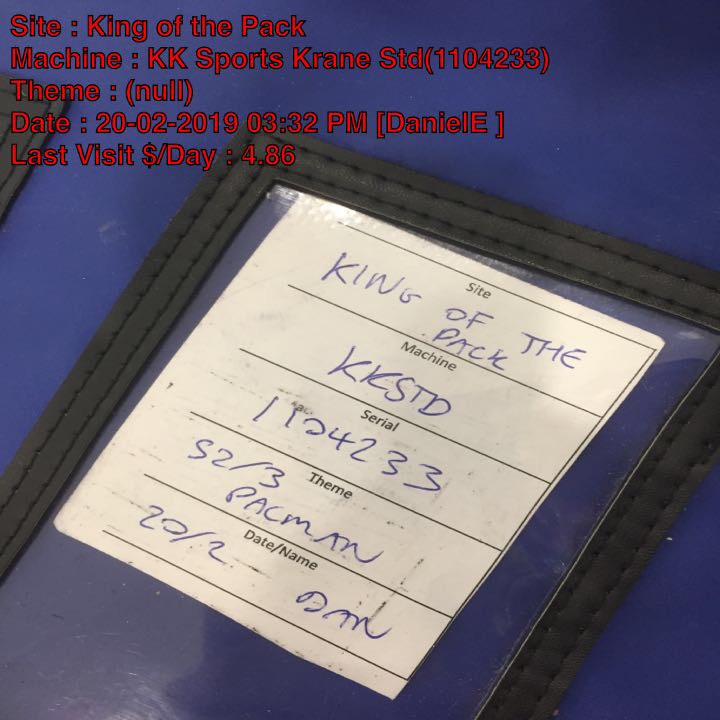 Site : King of the Pack
Machine : KK Sports Krane Std(1104233)
Theme : (null)
Date : 20-02-2019 03:32 PM [DanielE ]
Last Visit $/Day : 4.86
Site
KING OF THE
PACK
Machine
KKSTD
Serial
1104233
Theme
S2/3
PACMAN
Date/Name
20/2 DAN